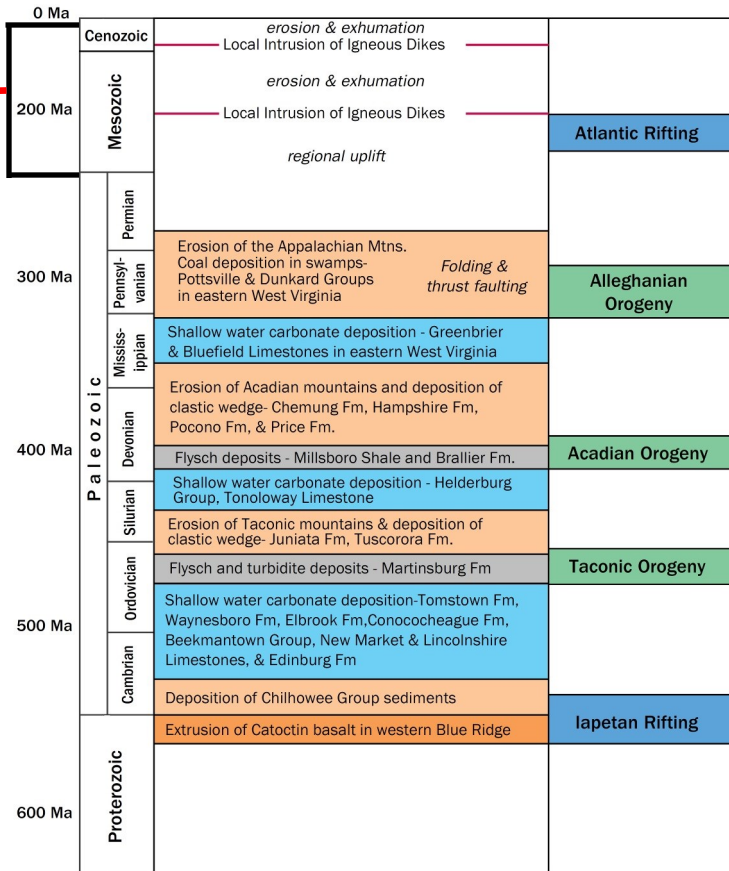 0 Ma
Cenozoic
erosion & exhumation
Local Intrusion of Igneous Dikes
erosion & exhumation
200 Ma
Mesozoic
Local Intrusion of Igneous Dikes
Atlantic Rifting
regional uplift
Paleozoic
Permian
300 Ma
Pennsyl-
vanian
Erosion of the Appalachian Mtns.
Coal deposition in swamps-
Pottsville & Dunkard Groups
in eastern West Virginia
Folding &
thrust faulting
Alleghanian
Orogeny
Mississ-
ippian
Shallow water carbonate deposition - Greenbrier
& Bluefield Limestones in eastern West Virginia
400 Ma
Devonian
Erosion of Acadian mountains and deposition of
clastic wedge- Chemung Fm, Hampshire Fm,
Pocono Fm, & Price Fm.
Flysch deposits - Millsboro Shale and Brallier Fm.
Acadian Orogeny
Silurian
Shallow water carbonate deposition - Helderburg
Group, Tonoloway Limestone
Erosion of Taconic mountains & deposition of
clastic wedge- Juniata Fm, Tuscorora Fm.
Ordovician
Flysch and turbidite deposits - Martinsburg Fm
Taconic Orogeny
500 Ma
Shallow water carbonate deposition-Tomstown Fm,
Waynesboro Fm, Elbrook Fm,Conococheague Fm,
Beekmantown Group, New Market & Lincolnshire
Limestones, & Edinburg Fm
Cambrian
Deposition of Chilhowee Group sediments
Iapetan Rifting
Proterozoic
Extrusion of Catoctin basalt in western Blue Ridge
600 Ma